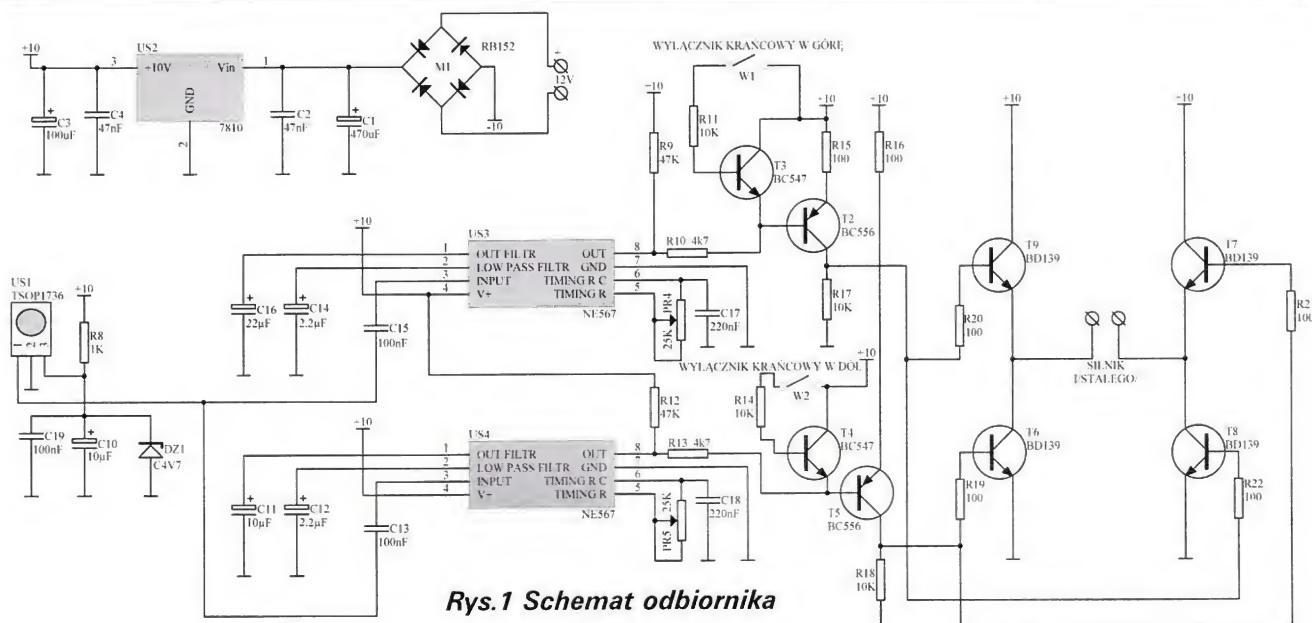 +10
US2
3
+10V
Vin
1
GND
7810
2
C3
100uF
C4
47nF
C2
47nF
C1
470uF
M1
RB152
-10
+
12V
WYŁĄCZNIK KRAŃCOWY W GÓRĘ
W1
+10
R9
47K
R11
10K
T3
BC547
+10
R15
100
T2
BC556
R17
10K
+10
R16
100
+10
T9
BD139
+10
T7
BD139
R20
100
SILNIK
/STALEGO/
T6
BD139
T8
BD139
R19
100
R22
100
R2
100
US1
TSOP1736
1 2 3
+10
R8
1K
C19
100nF
C10
10µF
DZ1
C4V7
+10
US3
1 OUT FILTR OUT 8
2 LOW PASS FILTR GND 7
3 INPUT TIMING R C 6
4 V+ TIMING R 5
NE567
C16
22µF
C14
2.2µF
C15
100nF
R10 4k7
PR4
25K
C17
220nF
WYŁĄCZNIK KRAŃCOWY W DÓŁ
W2
+10
R12
47K
R14
10K
T4
BC547
T5
BC556
R18
10K
+10
US4
1 OUT FILTR OUT 8
2 LOW PASS FILTR GND 7
3 INPUT TIMING R C 6
4 V+ TIMING R 5
NE567
C11
10µF
C12
2.2µF
C13
100nF
R13 4k7
PR5
25K
C18
220nF
Rys.1 Schemat odbiornika